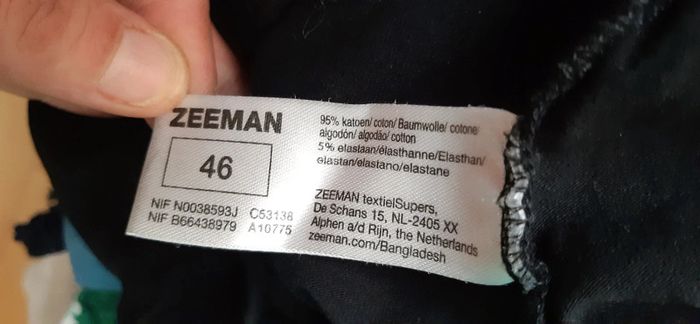 ZEEMAN
46
NIF N0038593J C53138
NIF B66438979 A10775
95% katoen/ coton/ Baumwolle/ cotone
algodón/ algodão/ cotton
5% elastaan/élasthanne/Elasthan/
elastan/elastano/elastane
ZEEMAN textielSupers,
De Schans 15, NL-2405 XX
Alphen a/d Rijn, the Netherlands
zeeman.com/Bangladesh